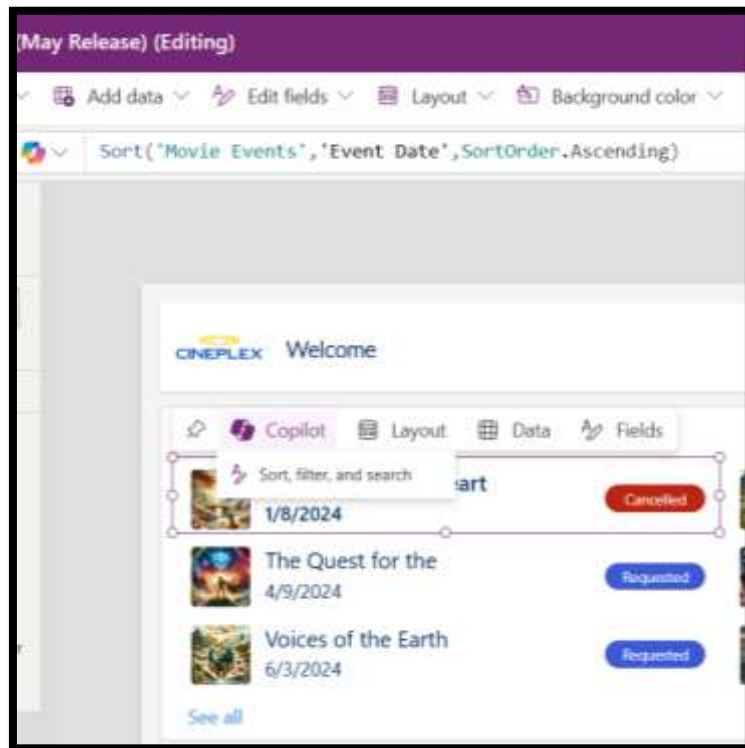 (May Release) (Editing)
Add data Edit fields Layout Background color
Sort('Movie Events','Event Date',SortOrder.Ascending)
CINEPLEX Welcome
Copilot Layout Data Fields
Sort, filter, and search
1/8/2024
Cancelled
The Quest for the
4/9/2024
Requested
Voices of the Earth
6/3/2024
Requested
See all